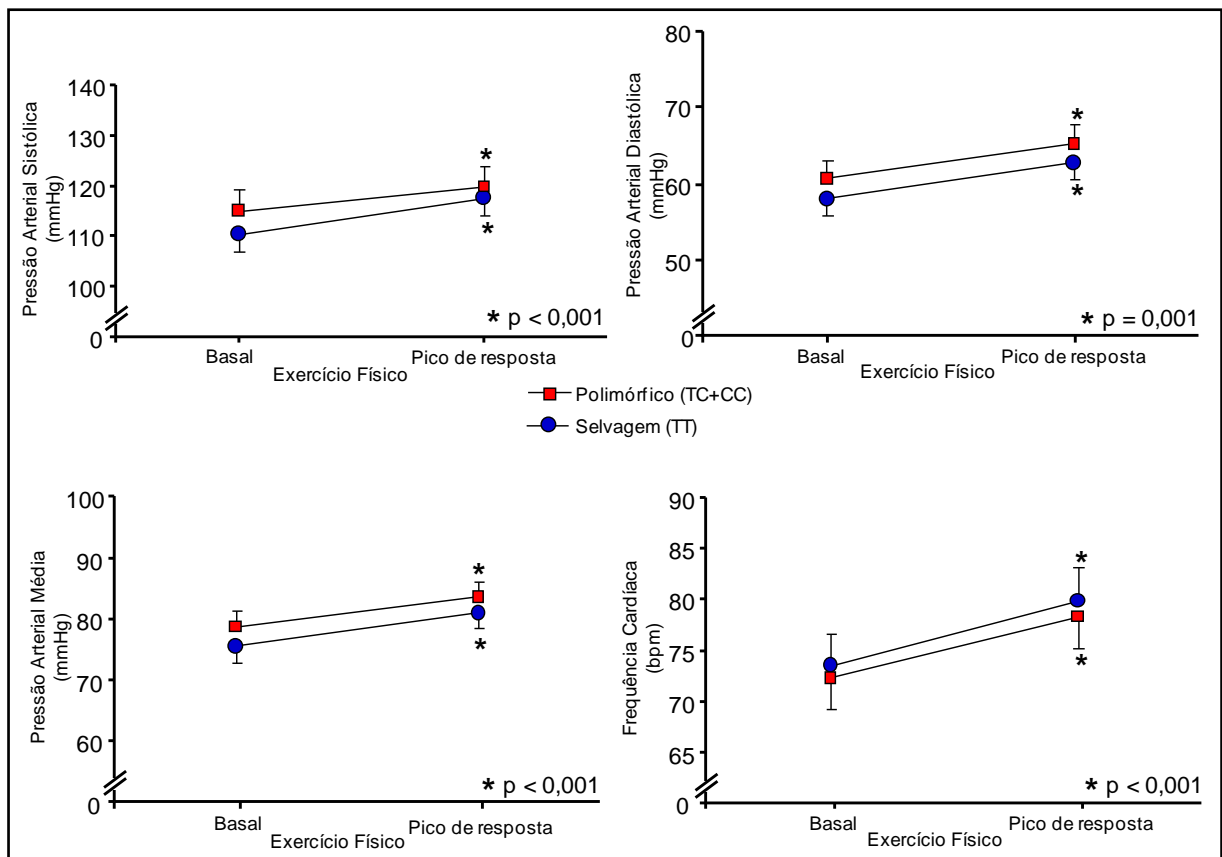 Pressão Arterial Sistólica
(mmHg)
140
130
120
110
100
0
*
*
* p < 0,001
Basal
Pico de resposta
Exercício Físico
Pressão Arterial Diastólica
(mmHg)
80
70
60
50
0
*
*
* p = 0,001
Basal
Pico de resposta
Exercício Físico
Polimórfico (TC+CC)
Selvagem (TT)
Pressão Arterial Média
(mmHg)
100
90
80
70
60
0
*
*
* p < 0,001
Basal
Pico de resposta
Exercício Físico
Frequência Cardíaca
(bpm)
90
85
80
75
70
65
0
*
*
* p < 0,001
Basal
Pico de resposta
Exercício Físico